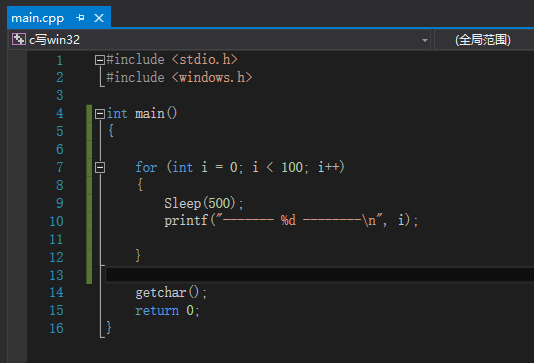 main.cpp
c写win32 (全局范围)
1 #include <stdio.h>
2 #include <windows.h>
3
4 int main()
5 {
6
7 for (int i = 0; i < 100; i++)
8 {
9 Sleep(500);
10 printf("------- %d --------\n", i);
11
12 }
13
14 getchar();
15 return 0;
16 }